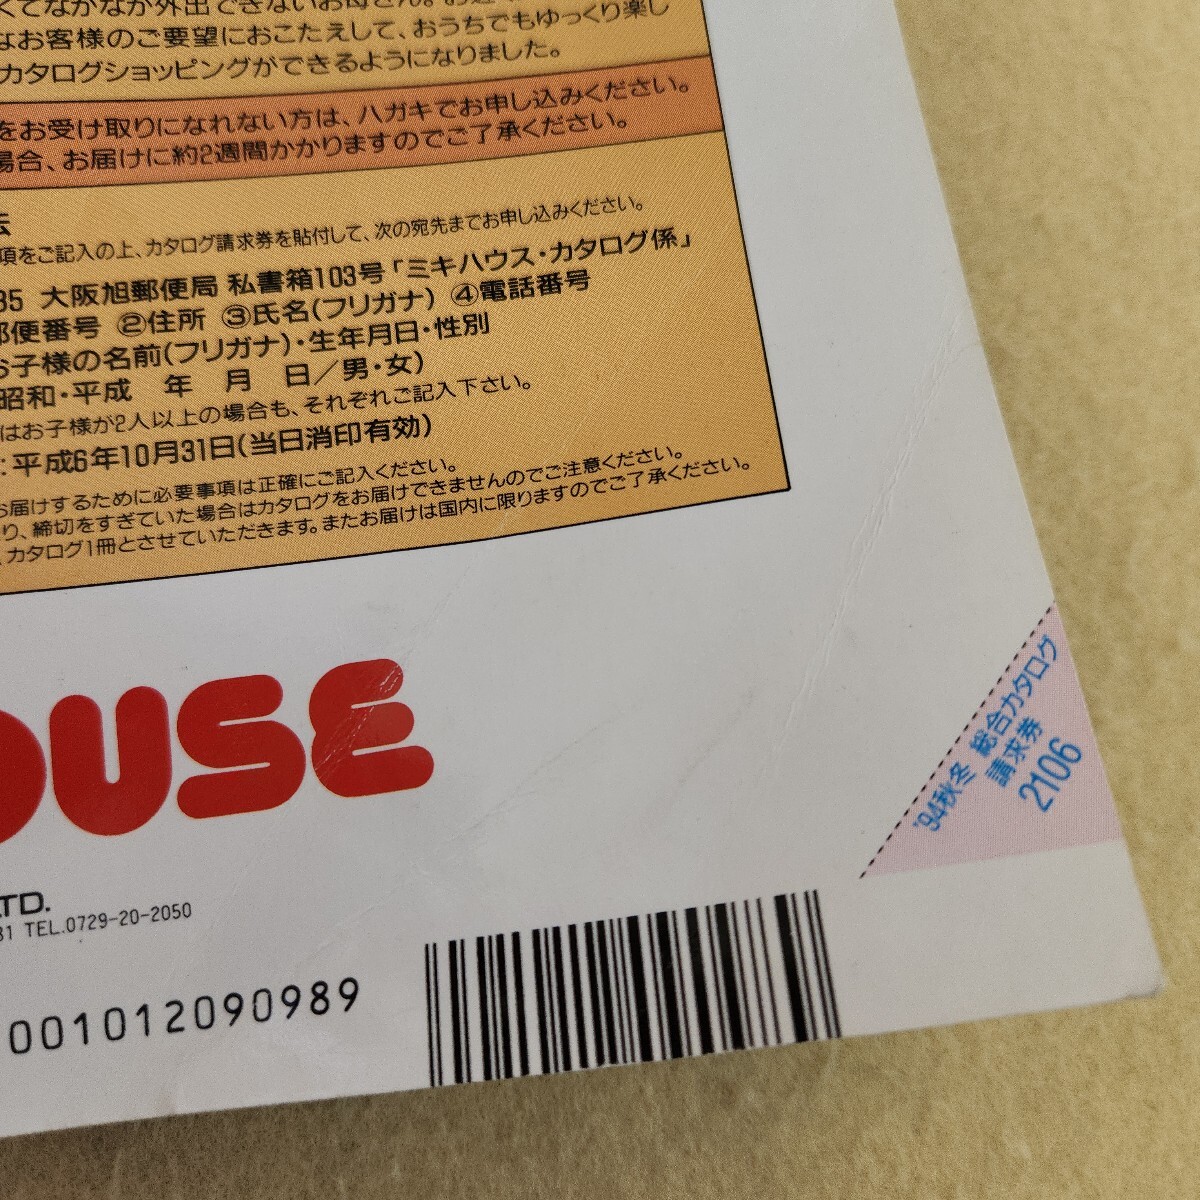 くてなかなか外出できないお母さん。お近
なお客様のご要望におこたえして、おうちでもゆっくり楽し
カタログショッピングができるようになりました。
をお受け取りになれない方は、ハガキでお申し込みください。
場合、お届けに約2週間かかりますのでご了承ください。
項をご記入の上、カタログ請求券を貼付して、次の宛先までお申し込みください。
35 大阪旭郵便局 私書箱103号「ミキハウス・カタログ係」
郵便番号 ②住所 ③氏名(フリガナ) ④電話番号
お子様の名前(フリガナ)・生年月日・性別
昭和・平成 年 月 日/男・女)
はお子様が2人以上の場合も、それぞれご記入下さい。
:平成6年10月31日(当日消印有効)
お届けするために必要事項は正確にご記入ください。
り、締切をすぎていた場合はカタログをお届けできませんのでご注意ください。
カタログ1冊とさせていただきます。またお届けは国内に限りますのでご了承ください。
OUSE
LTD.
81 TEL.0729-20-2050
001012090989
'94秋冬 総合カタログ
請求券
2106